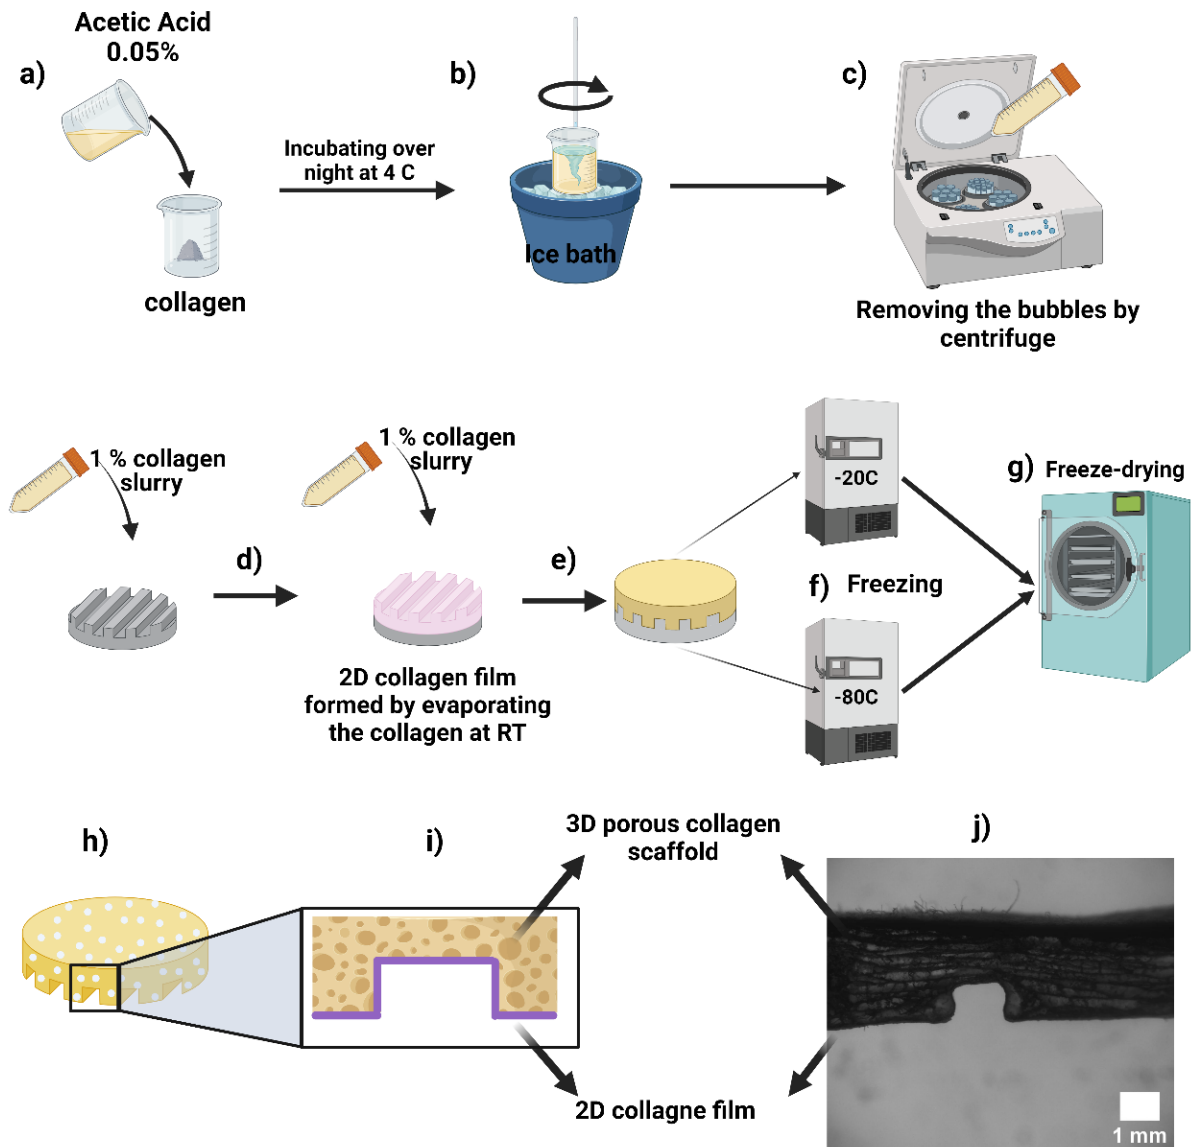 Acetic Acid
0.05%
a)
collagen
Incubating over
night at 4 C
b)
Ice bath
c)
Removing the bubbles by
centrifuge
1 % collagen
slurry
d)
1 % collagen
slurry
2D collagen film
formed by evaporating
the collagen at RT
e)
-20C
f) Freezing
-80C
g) Freeze-drying
h)
i)
3D porous collagen
scaffold
j)
2D collagne film
1 mm